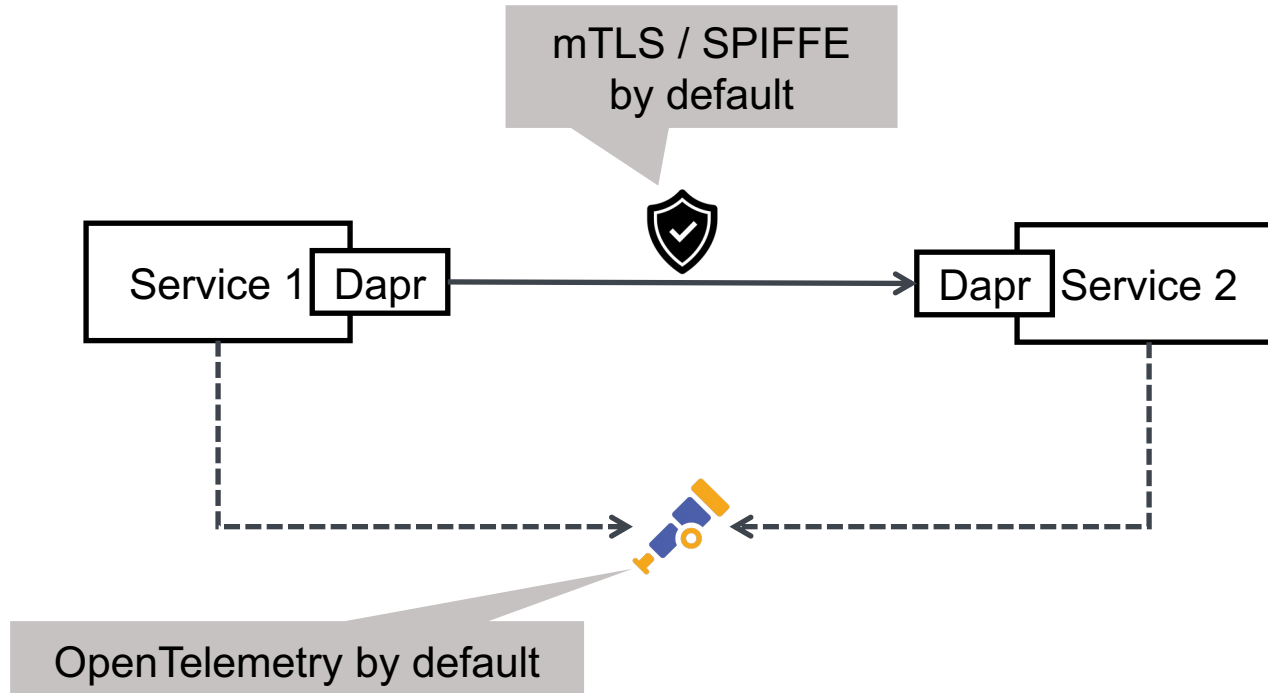 mTLS / SPIFFE
by default
Service 1
Dapr
Dapr
Service 2
OpenTelemetry by default